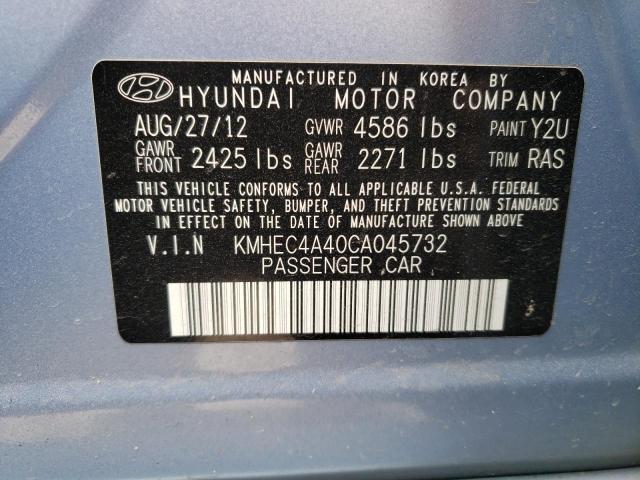 MANUFACTURED IN KOREA BY
HYUNDAI MOTOR COMPANY
AUG/27/12 GVWR 4586 lbs PAINT Y2U
GAWR FRONT 2425 lbs GAWR REAR 2271 lbs TRIM RAS
THIS VEHICLE CONFORMS TO ALL APPLICABLE U.S.A. FEDERAL
MOTOR VEHICLE SAFETY, BUMPER, AND THEFT PREVENTION STANDARDS
IN EFFECT ON THE DATE OF MANUFACTURE SHOWN ABOVE.
V.I.N KMHEC4A40CA045732
PASSENGER CAR